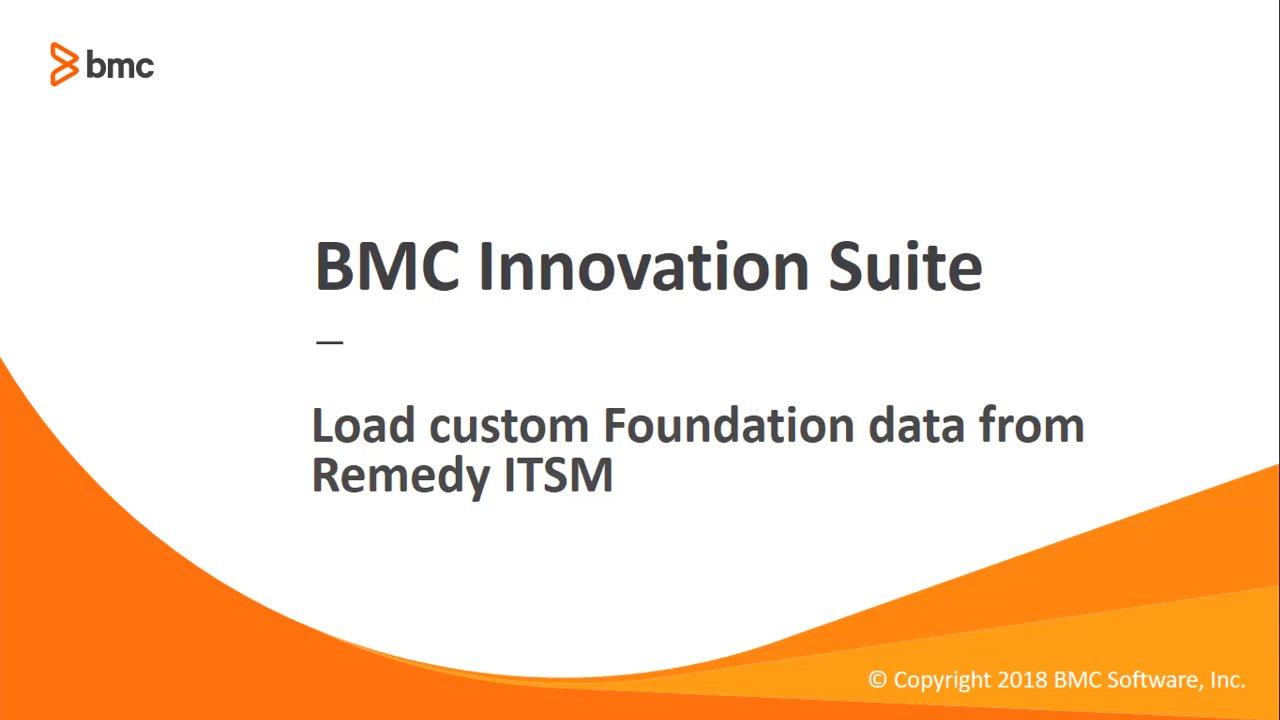 bmc
BMC Innovation Suite
–
Load custom Foundation data from
Remedy ITSM
© Copyright 2018 BMC Software, Inc.